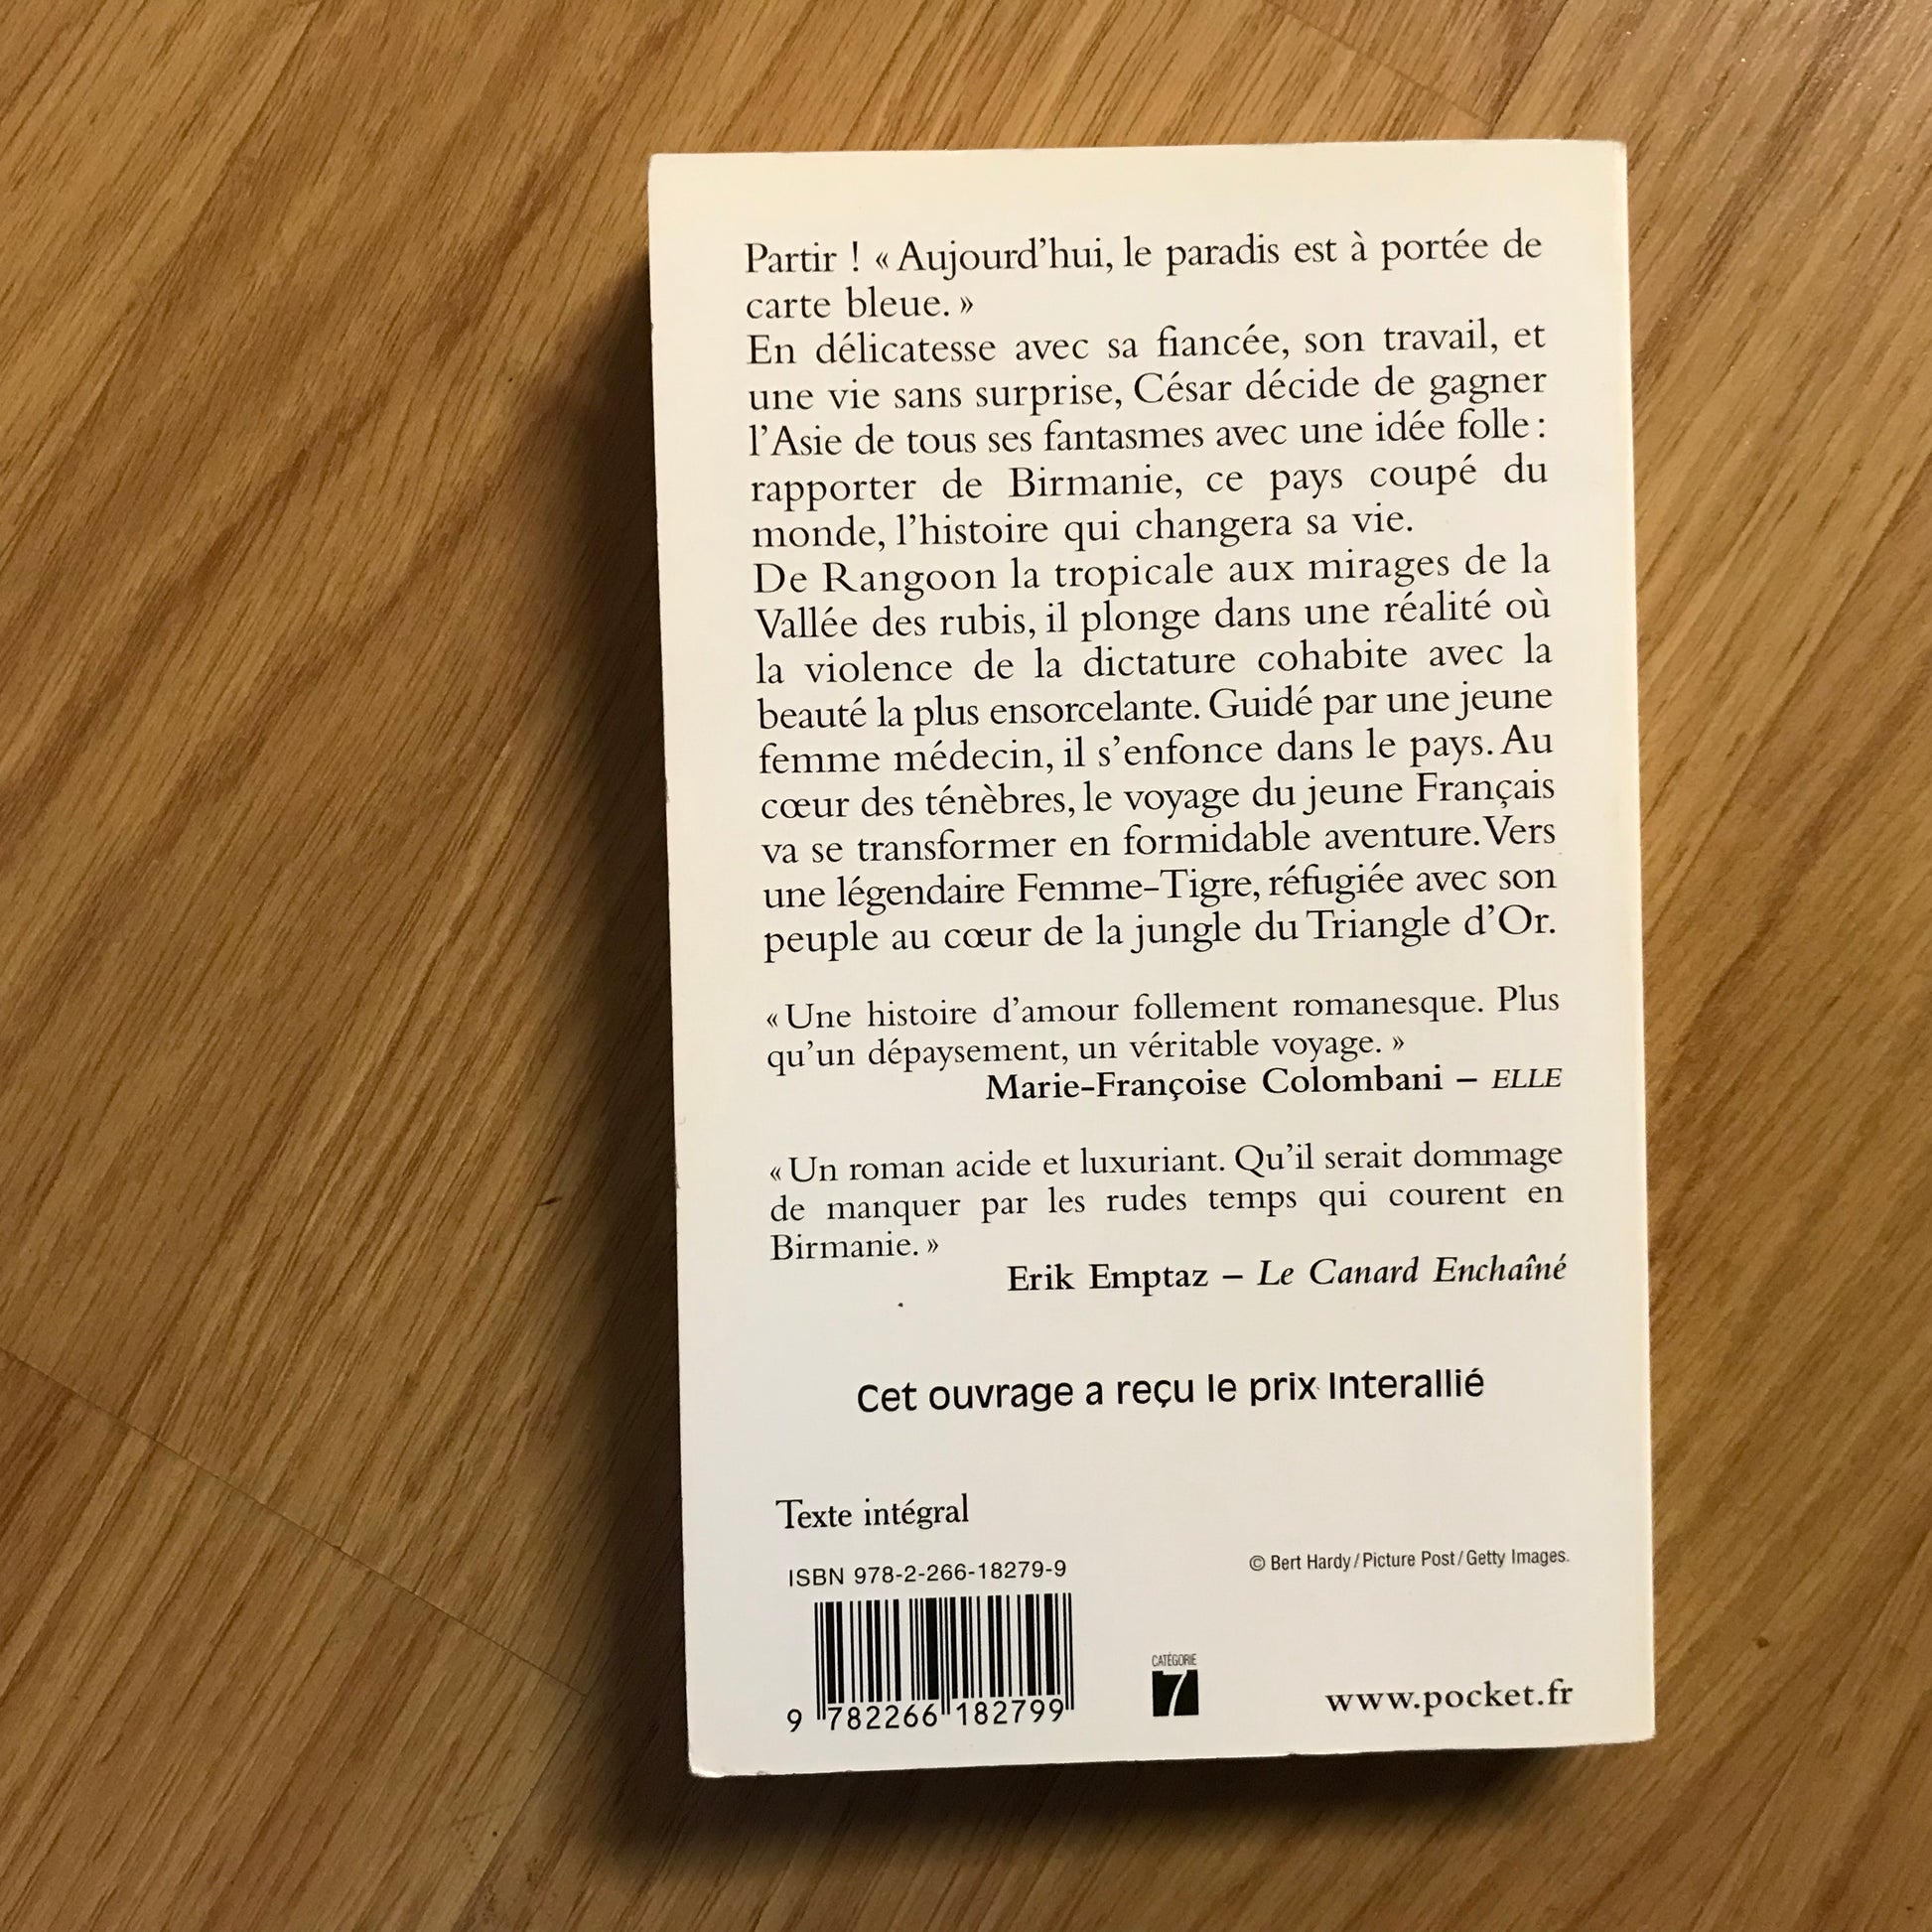 Partir ! « Aujourd'hui, le paradis est à portée de
carte bleue. »
En délicatesse avec sa fiancée, son travail, et
une vie sans surprise, César décide de gagner
l'Asie de tous ses fantasmes avec une idée folle :
rapporter de Birmanie, ce pays coupé du
monde, l'histoire qui changera sa vie.
De Rangoon la tropicale aux mirages de la
Vallée des rubis, il plonge dans une réalité où
la violence de la dictature cohabite avec la
beauté la plus ensorcelante. Guidé par une jeune
femme médecin, il s'enfonce dans le pays. Au
cœur des ténèbres, le voyage du jeune Français
va se transformer en formidable aventure. Vers
une légendaire Femme-Tigre, réfugiée avec son
peuple au cœur de la jungle du Triangle d'Or.
« Une histoire d'amour follement romanesque. Plus
qu'un dépaysement, un véritable voyage. »
Marie-Françoise Colombani – ELLE
« Un roman acide et luxuriant. Qu'il serait dommage
de manquer par les rudes temps qui courent en
Birmanie. »
Erik Emptaz – Le Canard Enchaîné
Cet ouvrage a reçu le prix Interallié
Texte intégral
ISBN 978-2-266-18279-9
© Bert Hardy / Picture Post / Getty Images.
9 782266 182799
CATÉGORIE
7
www.pocket.fr